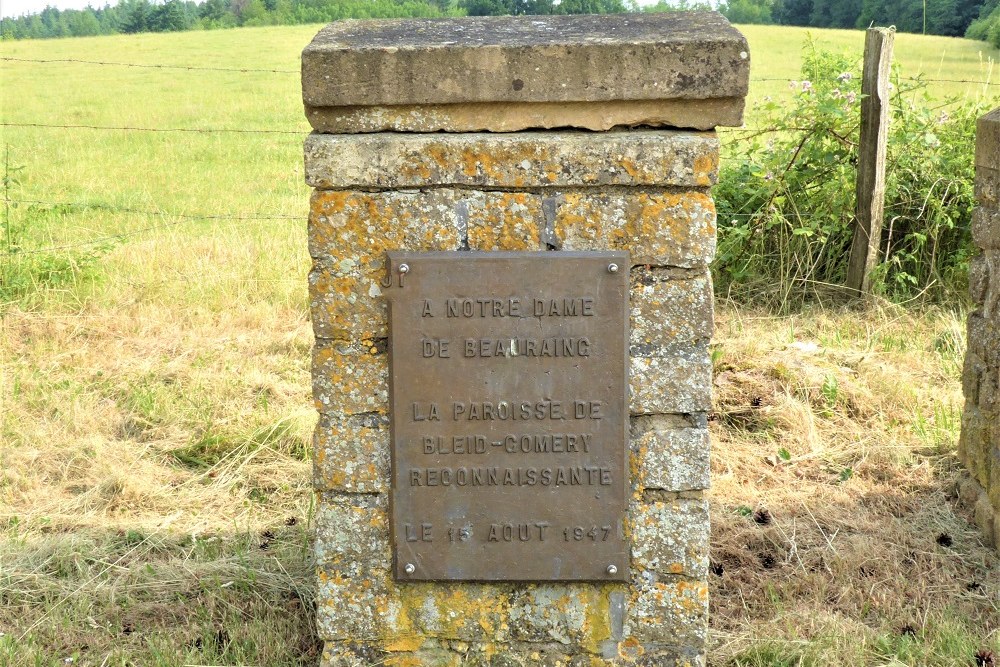 A NOTRE DAME
DE BEAURAING
LA PAROISSE DE
BLEID-GOMERY
RECONNAISSANTE
LE 15 AOUT 1947